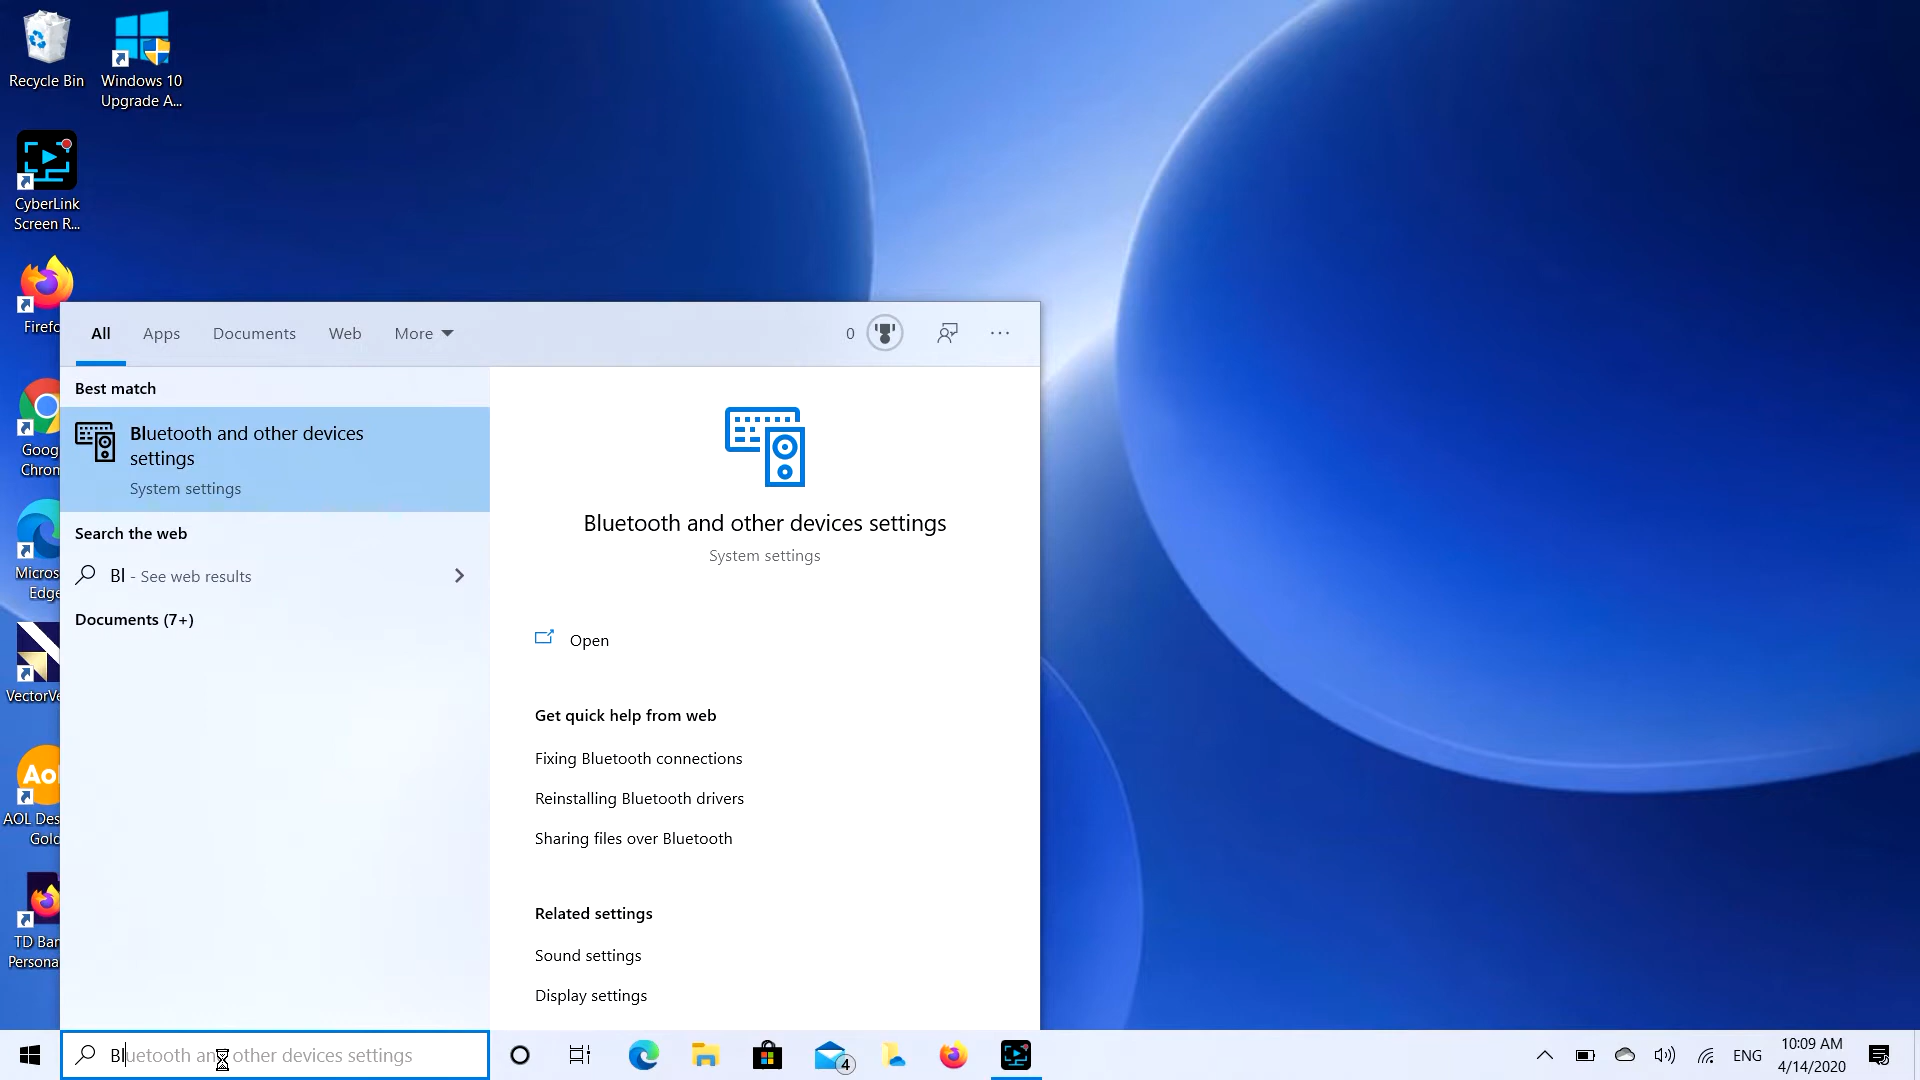 Recycle Bin
Windows 10
Upgrade A...
CyberLink
Screen R...
Firefo
Goog
Chrom
Micros
Edge
VectorVe
Aol
AOL Des
Gold
TD Ban
Persona
All
Apps
Documents
Web
More
0
...
Best match
Bluetooth and other devices
settings
System settings
Search the web
Bl - See web results
Documents (7+)
Bluetooth and other devices settings
System settings
Open
Get quick help from web
Fixing Bluetooth connections
Reinstalling Bluetooth drivers
Sharing files over Bluetooth
Related settings
Sound settings
Display settings
Bluetooth and other devices settings
4
ENG
10:09 AM
4/14/2020